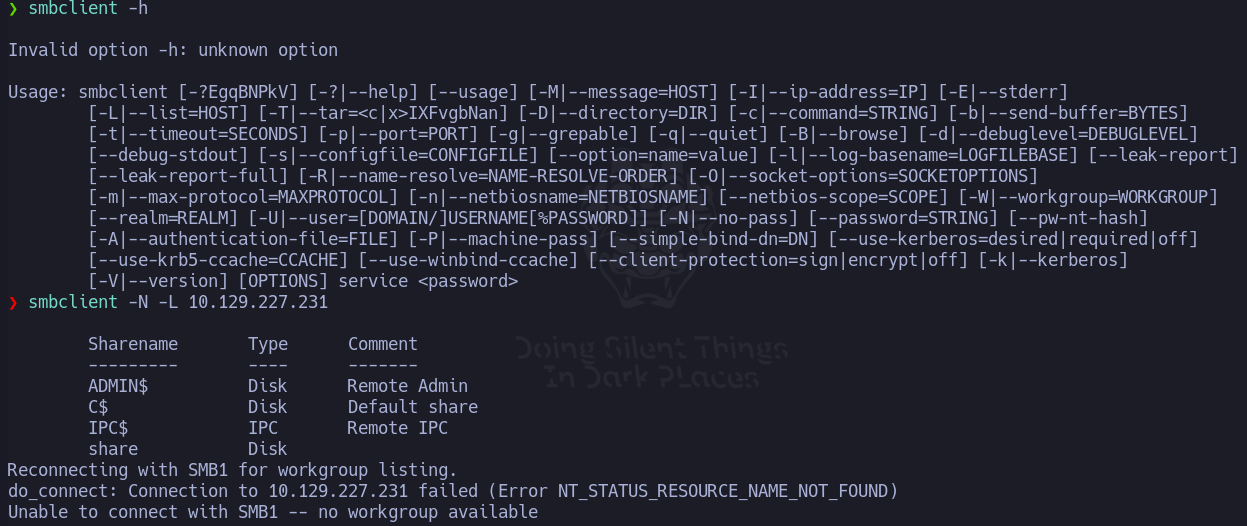 ❯ smbclient -h
Invalid option -h: unknown option
Usage: smbclient [-?EgqBNPkV] [-?|--help] [--usage] [-M|--message=HOST] [-I|--ip-address=IP] [-E|--stderr]
[-L|--list=HOST] [-T|--tar=<c|x>IXFvgbNan] [-D|--directory=DIR] [-c|--command=STRING] [-b|--send-buffer=BYTES]
[-t|--timeout=SECONDS] [-p|--port=PORT] [-g|--grepable] [-q|--quiet] [-B|--browse] [-d|--debuglevel=DEBUGLEVEL]
[--debug-stdout] [-s|--configfile=CONFIGFILE] [--option=name=value] [-l|--log-basename=LOGFILEBASE] [--leak-report]
[--leak-report-full] [-R|--name-resolve=NAME-RESOLVE-ORDER] [-O|--socket-options=SOCKETOPTIONS]
[-m|--max-protocol=MAXPROTOCOL] [-n|--netbiosname=NETBIOSNAME] [--netbios-scope=SCOPE] [-W|--workgroup=WORKGROUP]
[--realm=REALM] [-U|--user=[DOMAIN/]USERNAME[%PASSWORD]] [-N|--no-pass] [--password=STRING] [--pw-nt-hash]
[-A|--authentication-file=FILE] [-P|--machine-pass] [--simple-bind-dn=DN] [--use-kerberos=desired|required|off]
[--use-krb5-ccache=CCACHE] [--use-winbind-ccache] [--client-protection=sign|encrypt|off] [-k|--kerberos]
[-V|--version] [OPTIONS] service <password>
❯ smbclient -N -L 10.129.227.231
Sharename Type Comment
--------- ---- -------
ADMIN$ Disk Remote Admin
C$ Disk Default share
IPC$ IPC Remote IPC
share Disk
Reconnecting with SMB1 for workgroup listing.
do_connect: Connection to 10.129.227.231 failed (Error NT_STATUS_RESOURCE_NAME_NOT_FOUND)
Unable to connect with SMB1 -- no workgroup available
Doing Silent Things
In Dark PLaces